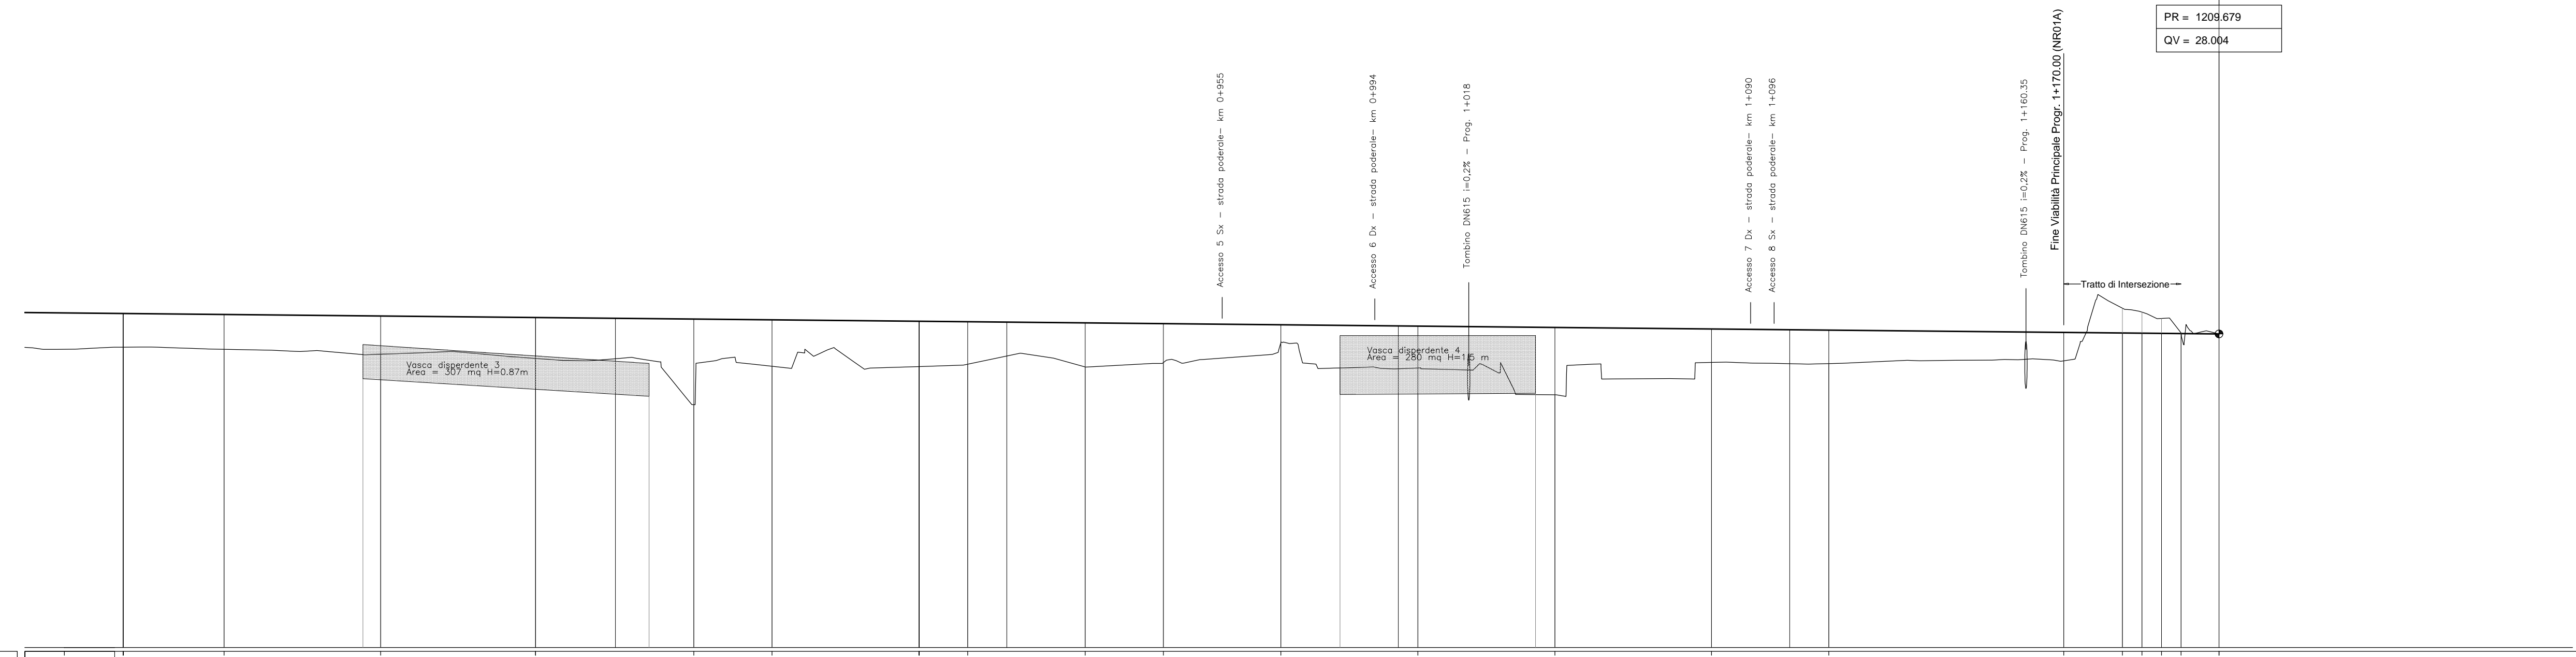 PR = 1209.679
QV = 28.004
Accesso 5 Sx - strada poderale- km 0+955
Accesso 6 Dx - strada poderale- km 0+994
Tombino DN615 i=0,2% - Prog. 1+018
Accesso 7 Dx - strada poderale- km 1+090
Accesso 8 Sx - strada poderale- km 1+096
Tombino DN615 i=0.2% - Prog. 1+160.35
Fine Viabilità Principale Progr. 1+170.00 (NR01A)
Tratto di Intersezione
Vasca disperdente 3
Area = 307 mq H=0.87m
Vasca disperdente 4
Area = 280 mq H=1.5 m